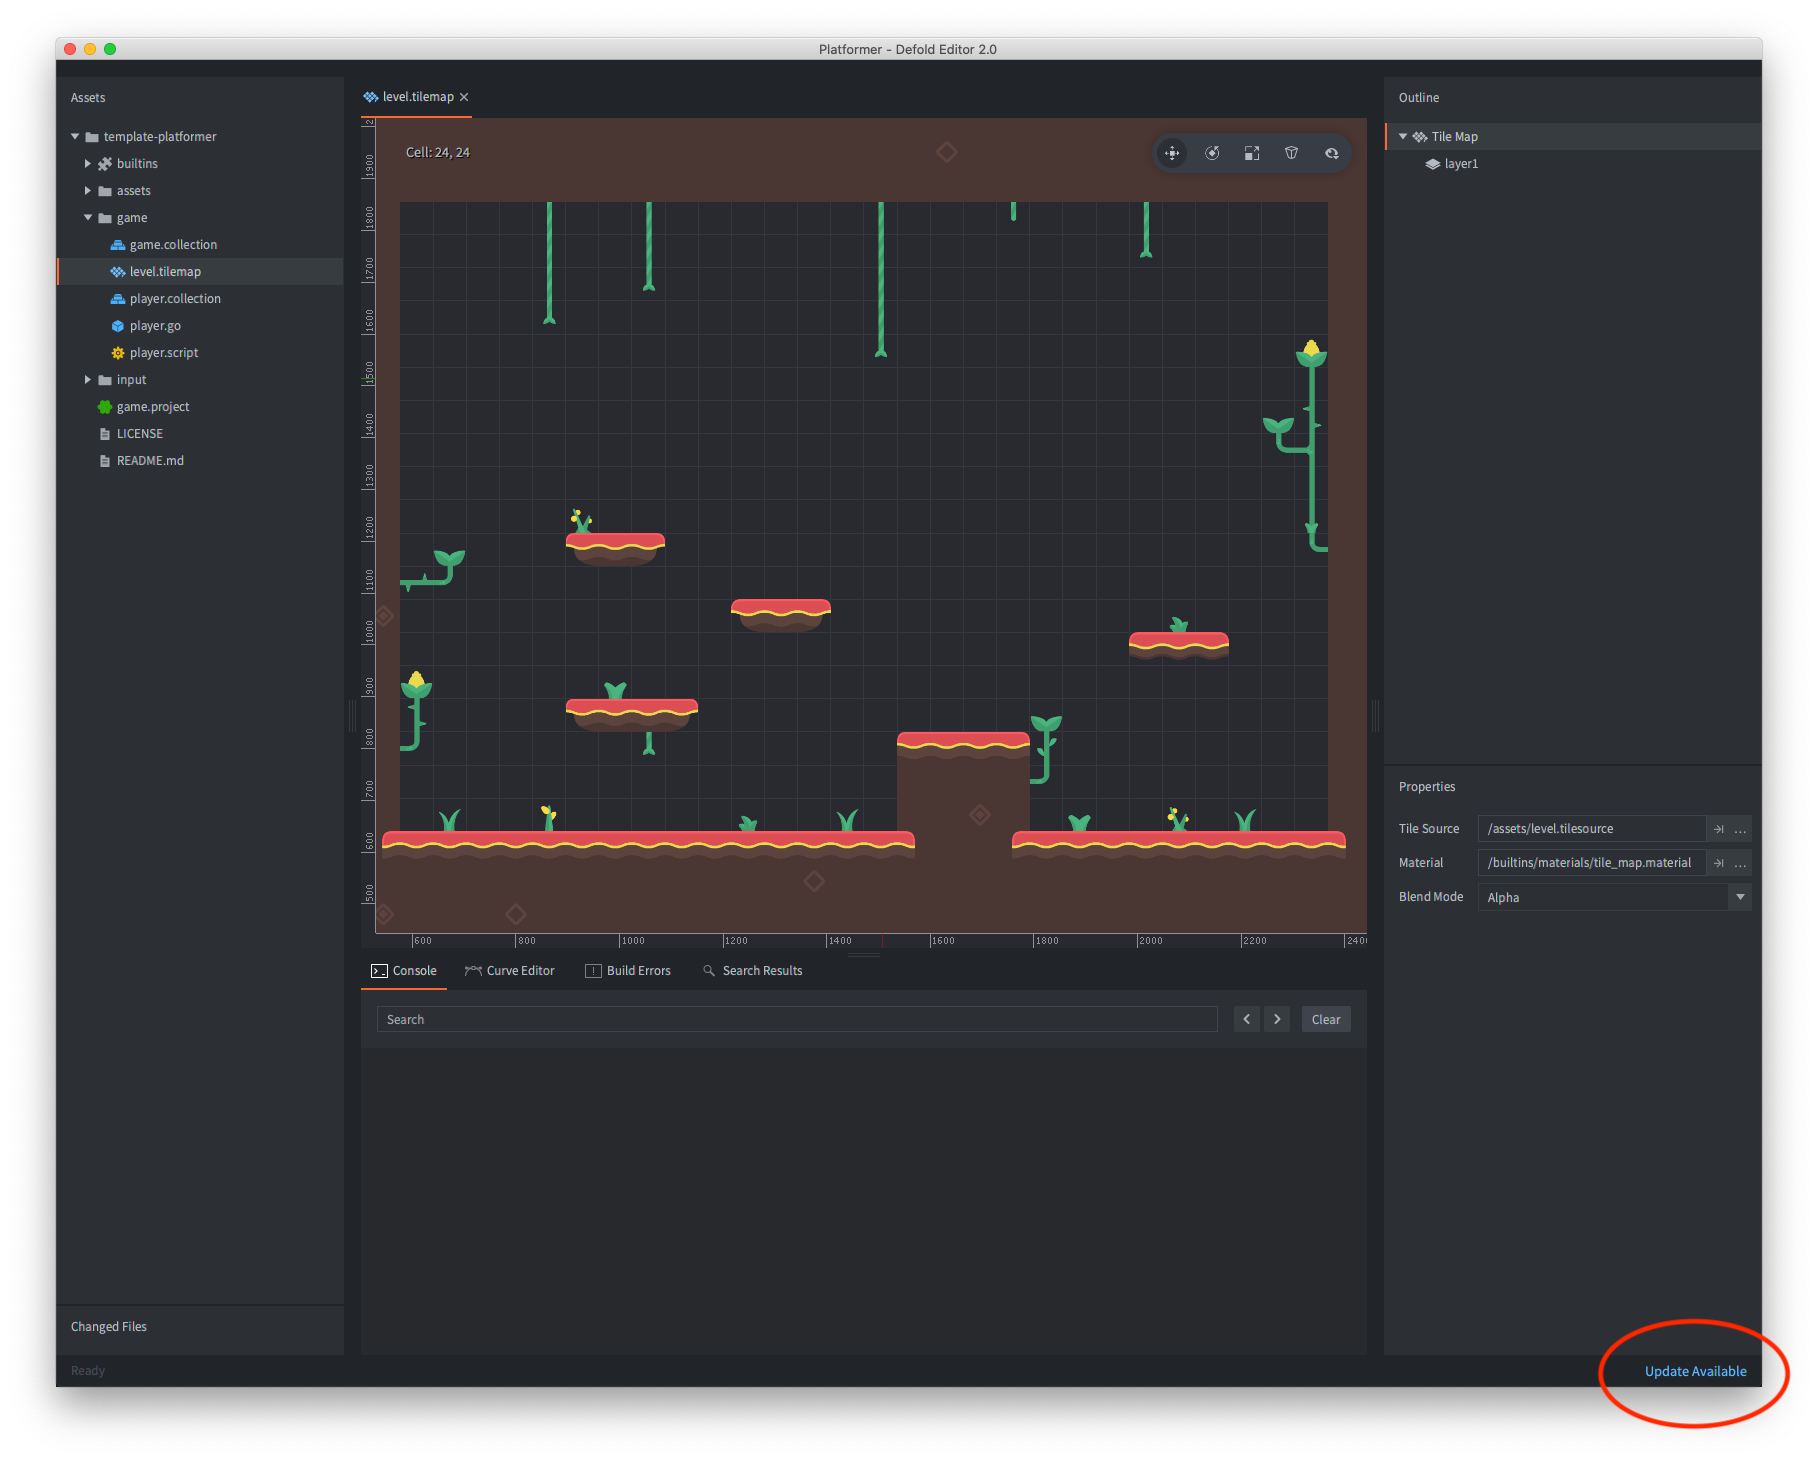 Platformer - Defold Editor 2.0
Assets
template-platformer
builtins
assets
game
game.collection
level.tilemap
player.collection
player.go
player.script
input
game.project
LICENSE
README.md
Changed Files
Ready
level.tilemap
Cell: 24, 24
1900
1800
1700
1600
1500
1400
1300
1200
1100
1000
900
800
700
600
500
600 800 1000 1200 1400 1600 1800 2000 2200 2400
Console Curve Editor Build Errors Search Results
Search
Clear
Outline
Tile Map
layer1
Properties
Tile Source /assets/level.tilesource ...
Material /builtins/materials/tile_map.material ...
Blend Mode Alpha
Update Available